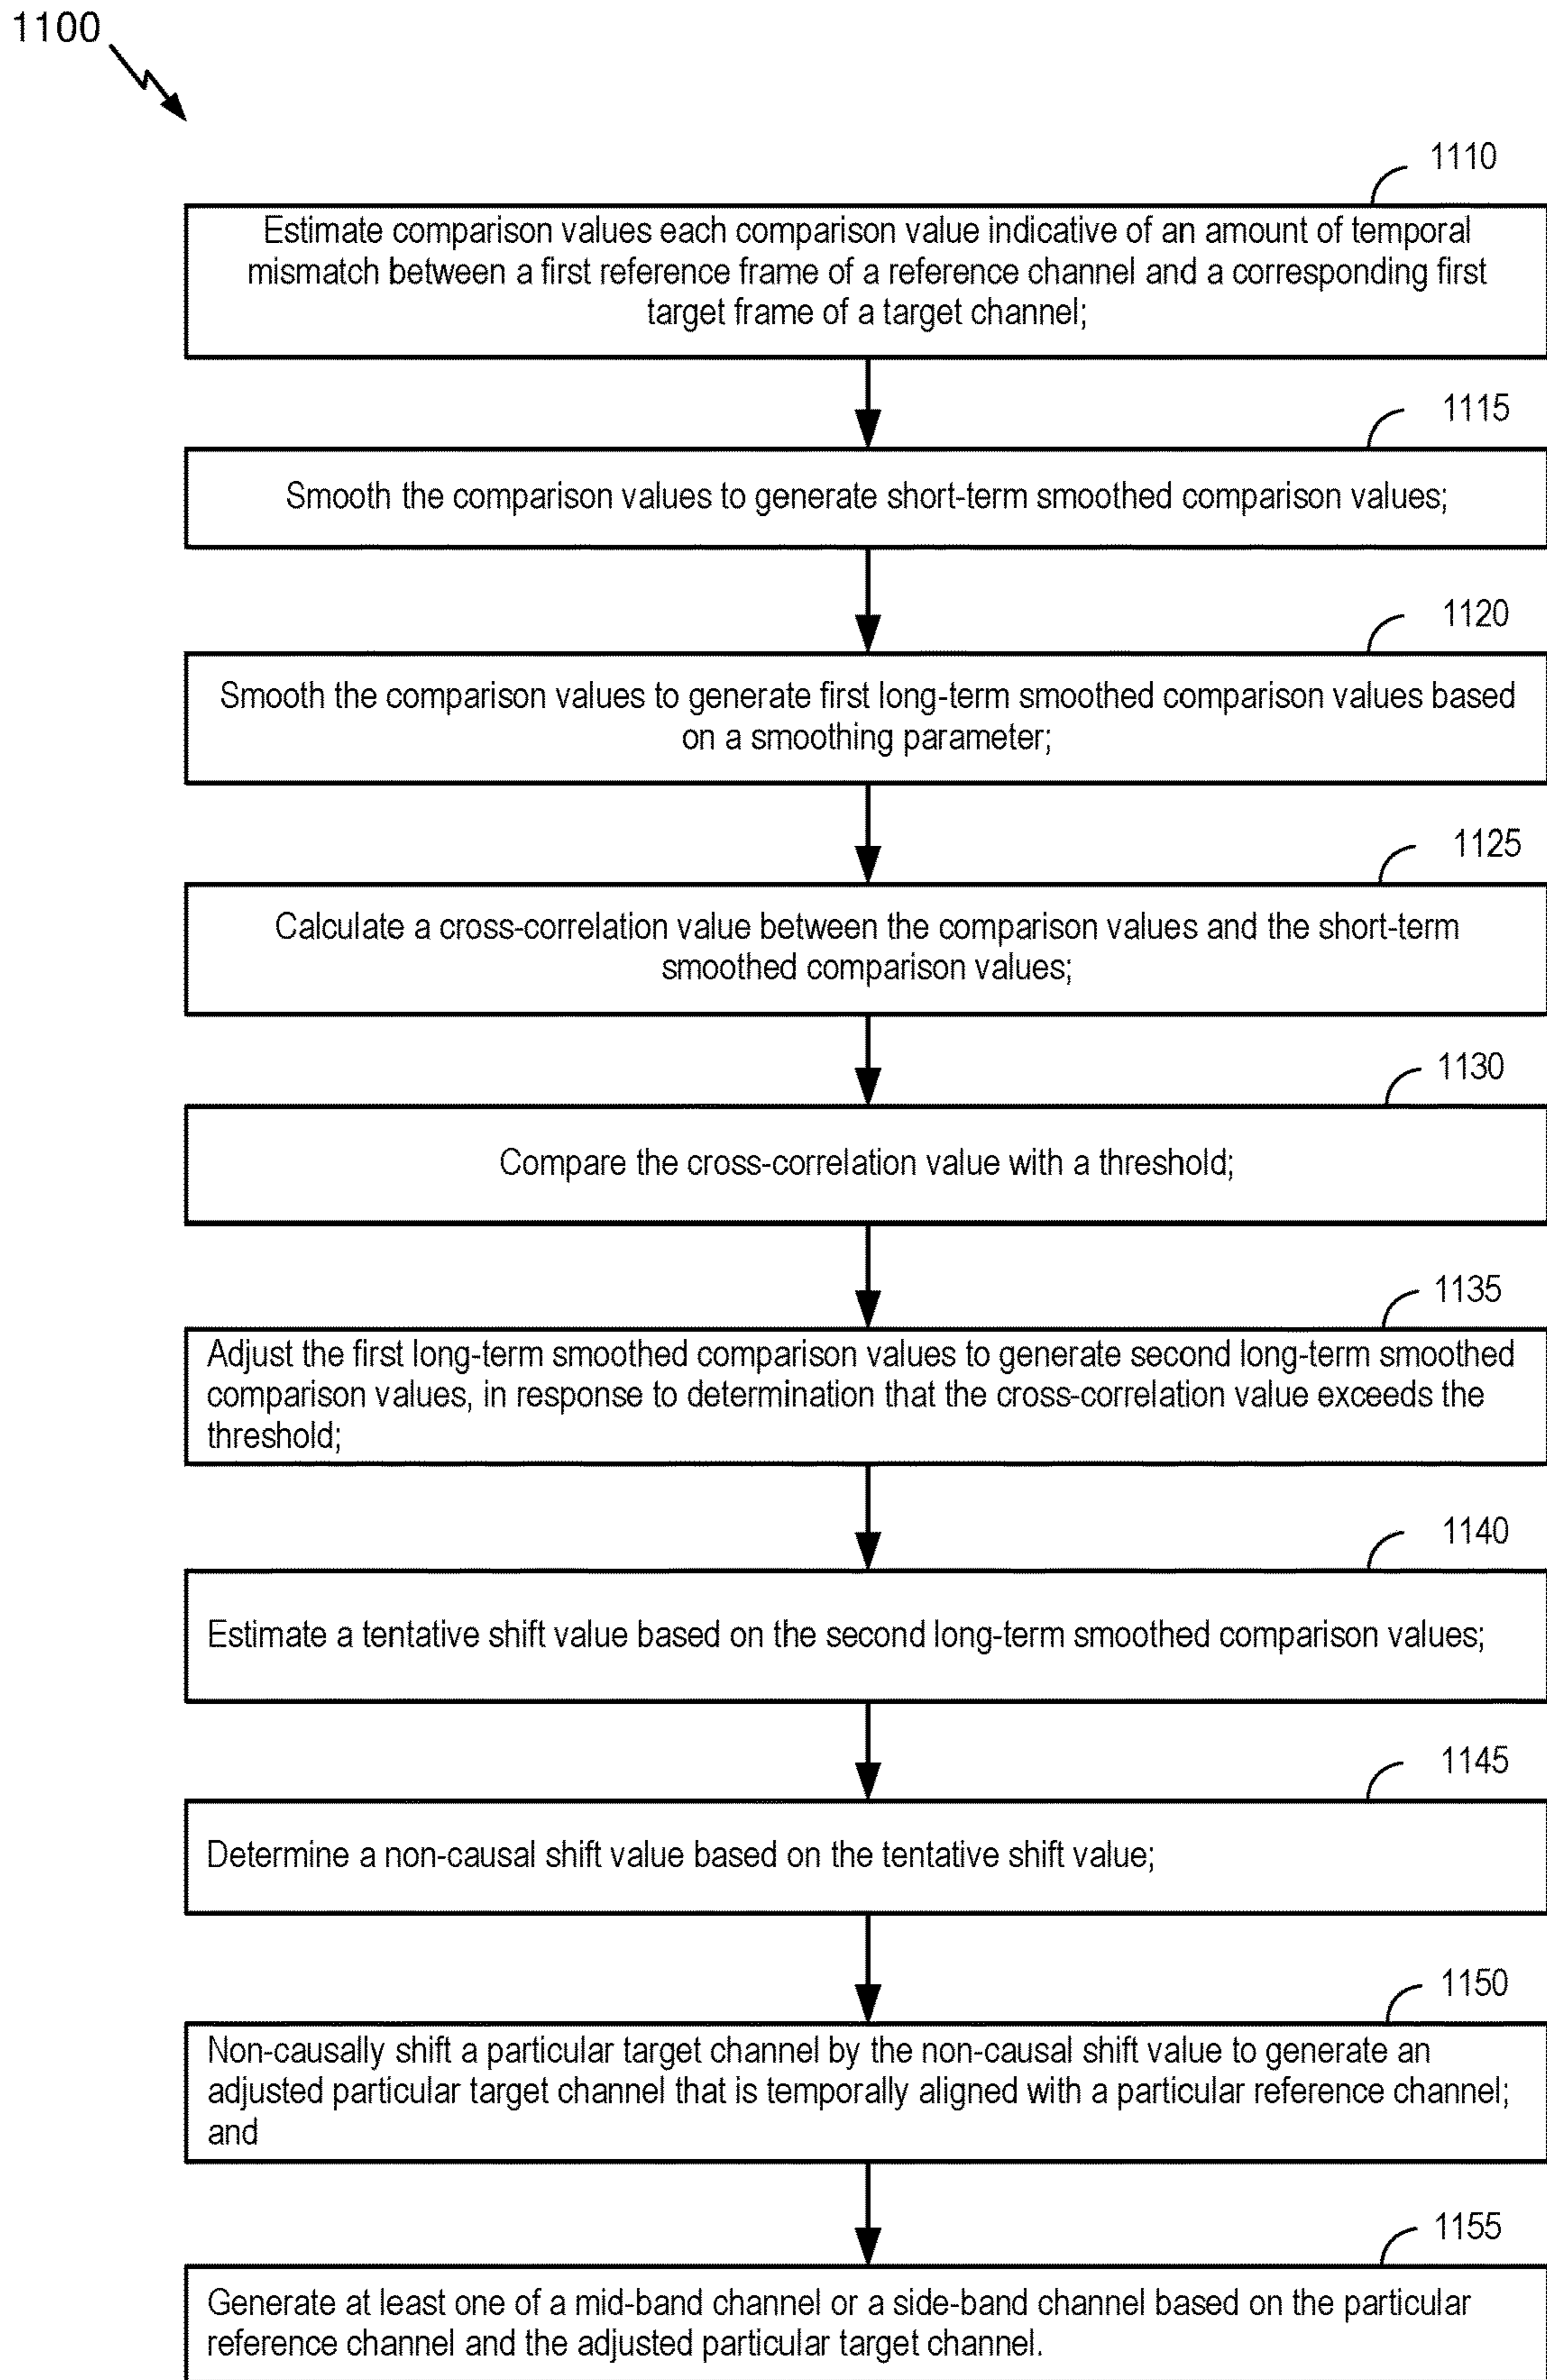 1100
1110
Estimate comparison values each comparison value indicative of an amount of temporal
mismatch between a first reference frame of a reference channel and a corresponding first
target frame of a target channel;
1115
Smooth the comparison values to generate short-term smoothed comparison values;
1120
Smooth the comparison values to generate first long-term smoothed comparison values based
on a smoothing parameter;
1125
Calculate a cross-correlation value between the comparison values and the short-term
smoothed comparison values;
1130
Compare the cross-correlation value with a threshold;
1135
Adjust the first long-term smoothed comparison values to generate second long-term smoothed
comparison values, in response to determination that the cross-correlation value exceeds the
threshold;
1140
Estimate a tentative shift value based on the second long-term smoothed comparison values;
1145
Determine a non-causal shift value based on the tentative shift value;
1150
Non-causally shift a particular target channel by the non-causal shift value to generate an
adjusted particular target channel that is temporally aligned with a particular reference channel;
and
1155
Generate at least one of a mid-band channel or a side-band channel based on the particular
reference channel and the adjusted particular target channel.